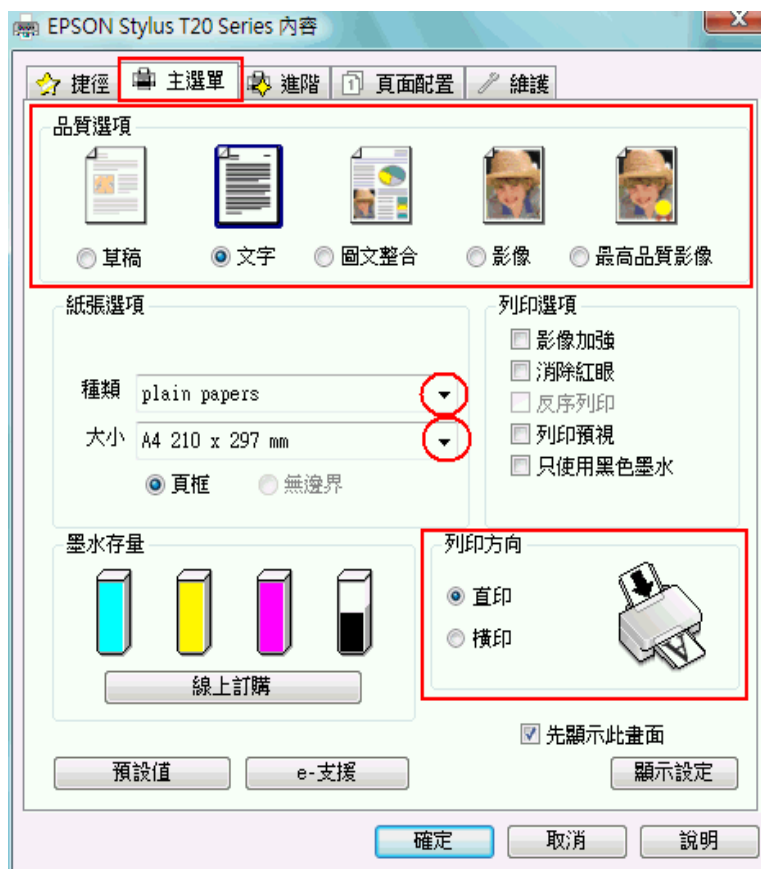 EPSON Stylus T20 Series 內容
X
捷徑 主選單 進階 1 頁面配置 維護
品質選項
草稿 文字 圖文整合 影像 最高品質影像
紙張選項
種類 plain papers
大小 A4 210 x 297 mm
頁框 無邊界
列印選項
影像加強
消除紅眼
反序列印
列印預視
只使用黑色墨水
墨水存量
線上訂購
列印方向
直印
橫印
A
先顯示此畫面
預設值 e-支援 顯示設定
確定 取消 說明